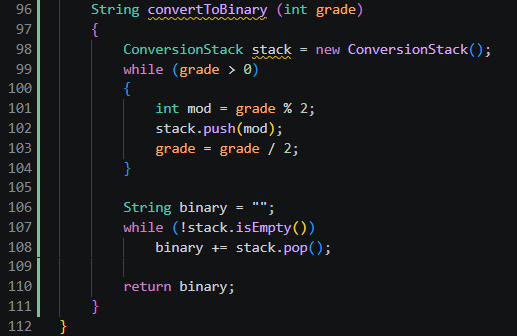 96 String convertToBinary (int grade)
97 {
98 ConversionStack stack = new ConversionStack();
99 while (grade > 0)
100 {
101 int mod = grade % 2;
102 stack.push(mod);
103 grade = grade / 2;
104 }
105
106 String binary = "";
107 while (!stack.isEmpty())
108 binary += stack.pop();
109
110 return binary;
111 }
112 }